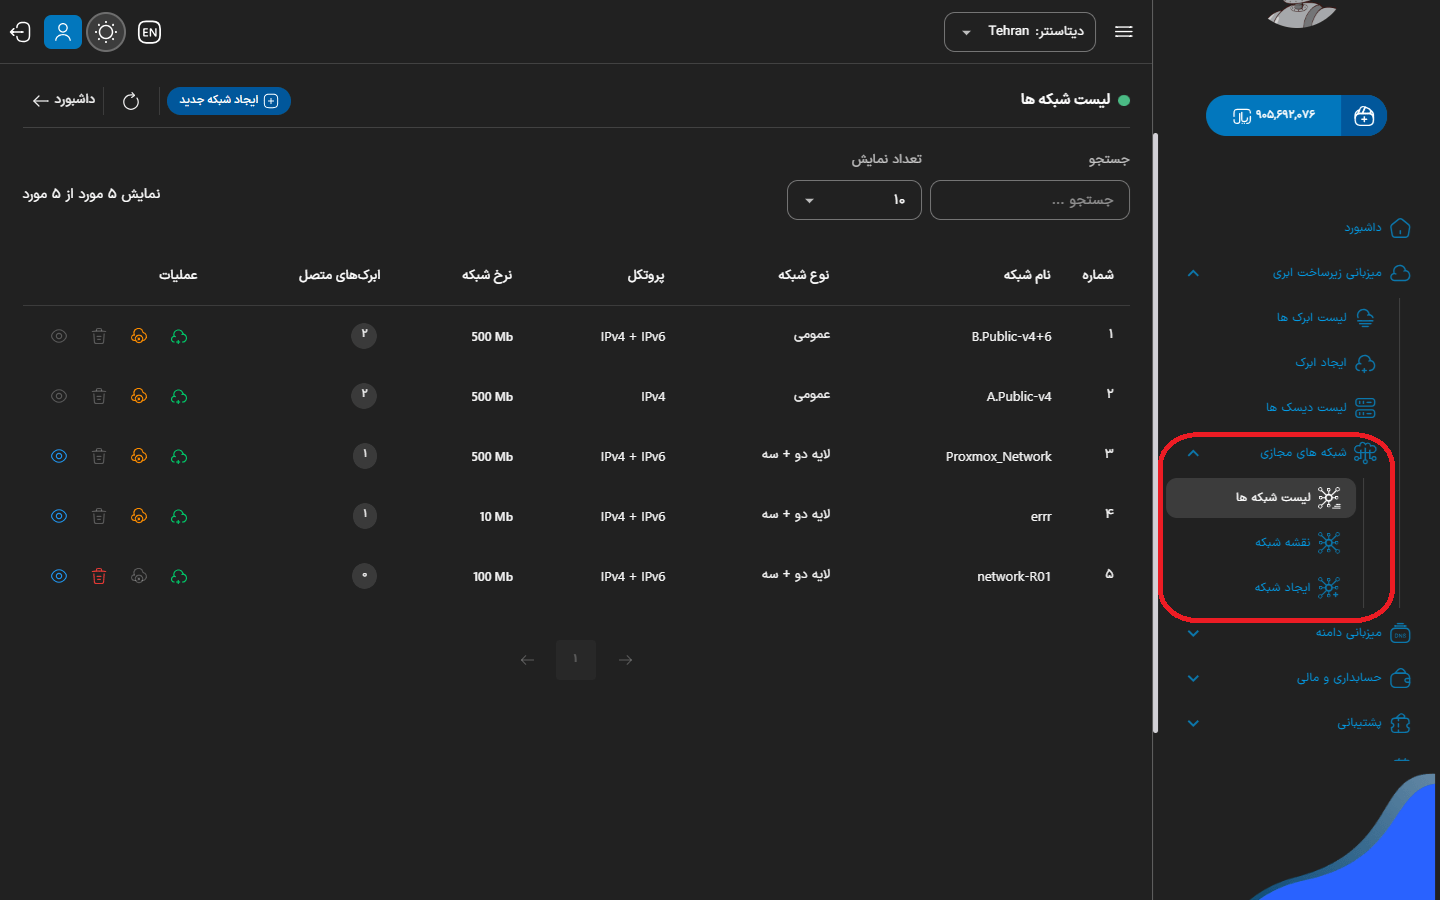 EN
دیتاسنتر: Tehran
۹۰۵,۶۹۲,۰۷۶ ریال
داشبورد
میزبانی زیرساخت ابری
لیست ابرک ها
ایجاد ابرک
لیست دیسک ها
شبکه های مجازی
لیست شبکه ها
نقشه شبکه
ایجاد شبکه
میزبانی دامنه
حسابداری و مالی
پشتیبانی
لیست شبکه ها
ایجاد شبکه جدید
داشبورد
جستجو
تعداد نمایش
جستجو ...
۱۰
نمایش ۵ مورد از ۵ مورد
شماره نام شبکه نوع شبکه پروتکل نرخ شبکه ابرک‌های متصل عملیات
۱ B.Public-v4+6 عمومی IPv4 + IPv6 500 Mb ۲
۲ A.Public-v4 عمومی IPv4 500 Mb ۲
۳ Proxmox_Network لایه دو + سه IPv4 + IPv6 500 Mb ۱
۴ errr لایه دو + سه IPv4 + IPv6 10 Mb ۱
۵ network-R01 لایه دو + سه IPv4 + IPv6 100 Mb ۰
۱